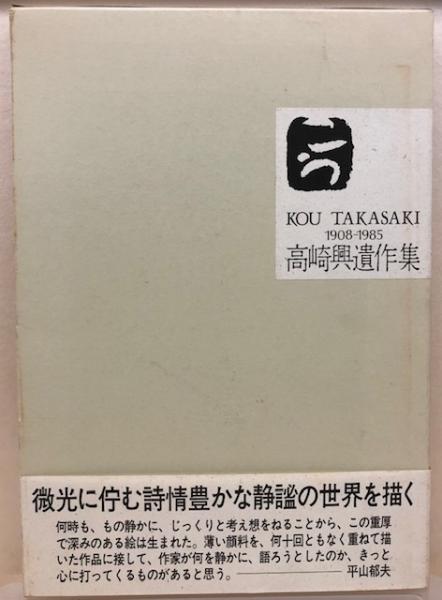 KOU TAKASAKI
1908-1985
高崎興遺作集
微光に佇む詩情豊かな静謐の世界を描く
何時も、もの静かに、じっくりと考え想をねることから、この重厚
で深みのある絵は生まれた。薄い顔料を、何十回ともなく重ねて描
いた作品に接して、作家が何を静かに、語ろうとしたのか、きっと
心に打ってくるものがあると思う。————平山郁夫